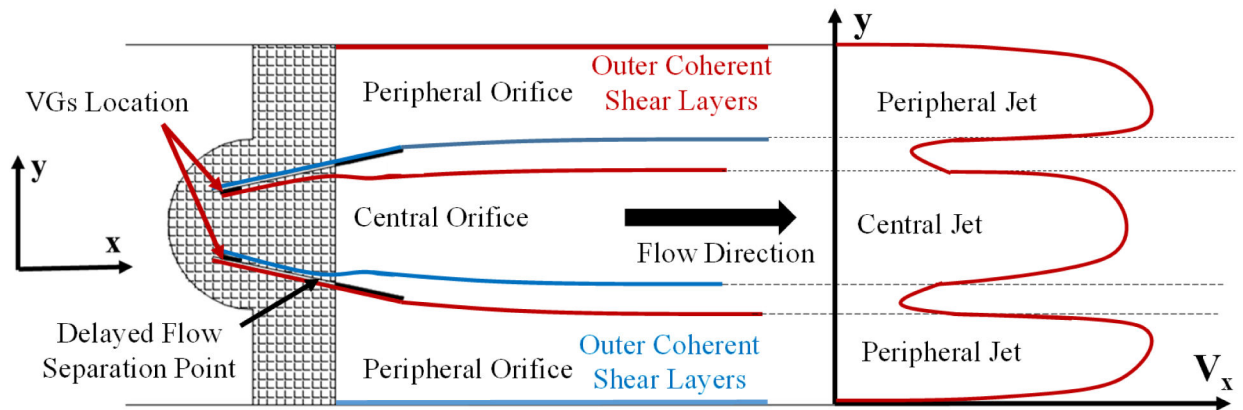 y
VGs Location
Peripheral Orifice
Outer Coherent
Shear Layers
Peripheral Jet
y
x
Central Orifice
Flow Direction
Central Jet
Delayed Flow
Separation Point
Peripheral Orifice
Outer Coherent
Shear Layers
Peripheral Jet
Vx